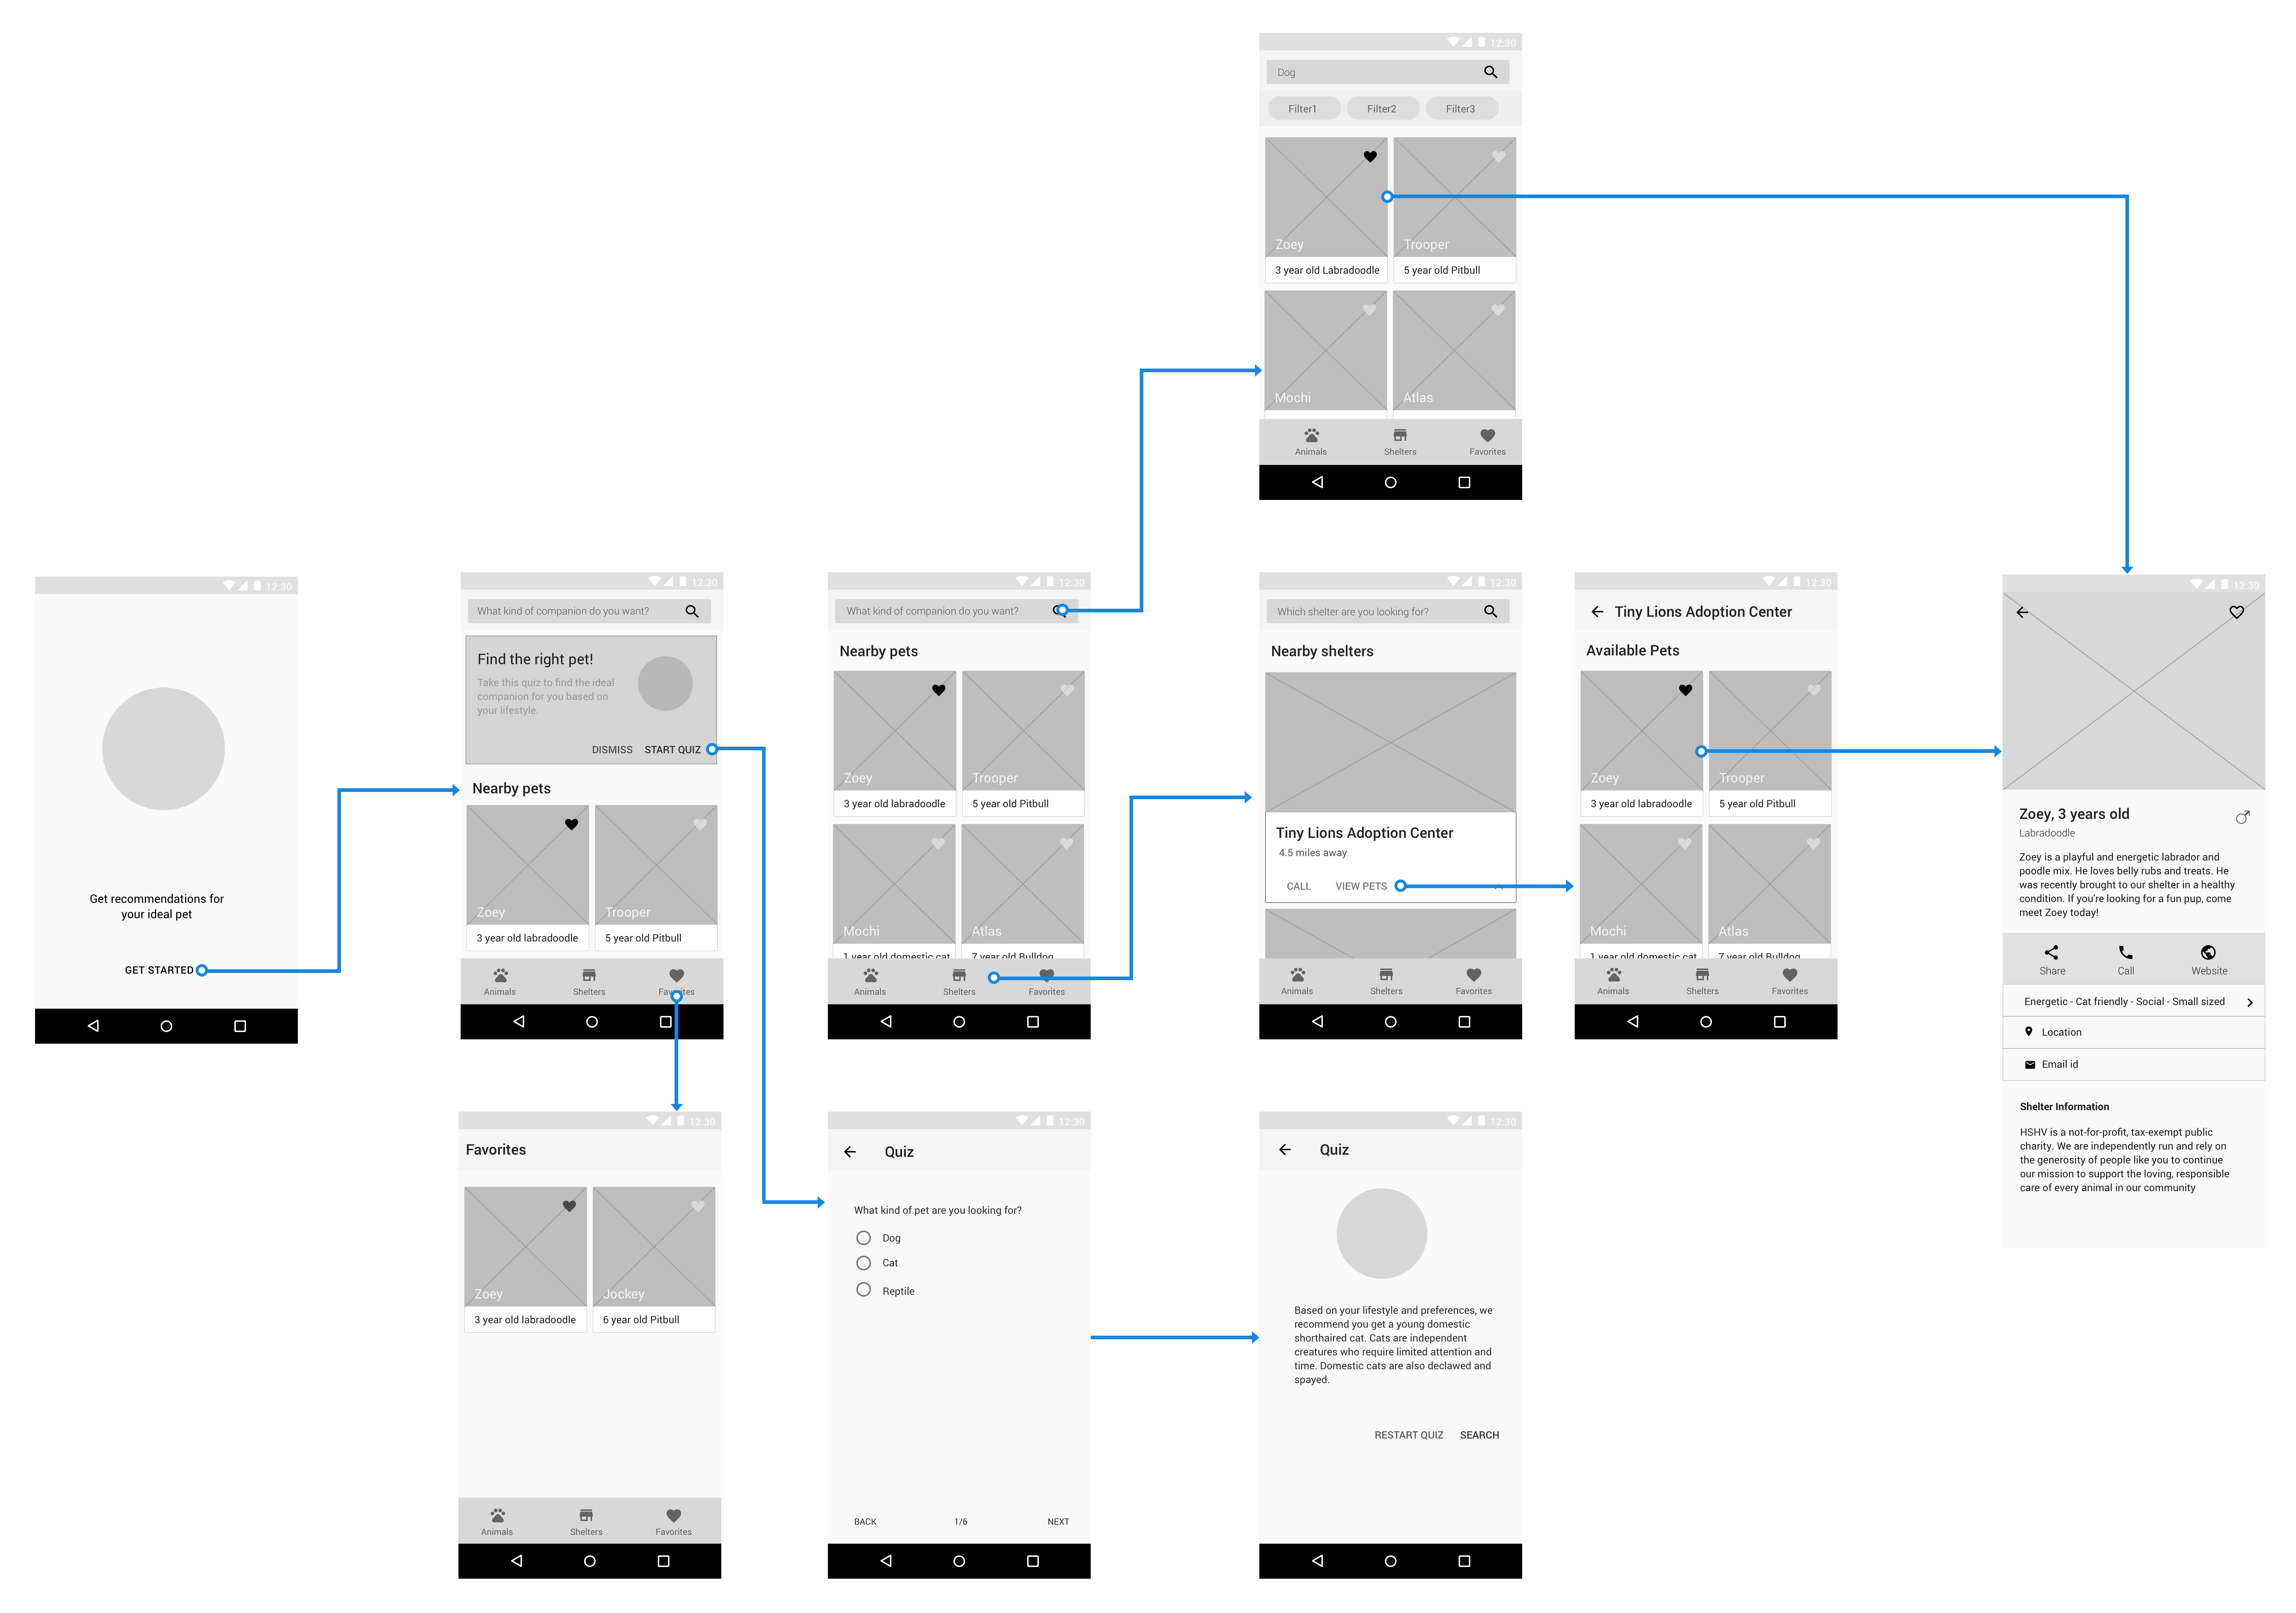 12:30
Dog
Filter1 Filter2 Filter3
Zoey Trooper
3 year old Labradoodle 5 year old Pitbull
Mochi Atlas
Animals Shelters Favorites
12:30
Get recommendations for
your ideal pet
GET STARTED
12:30
What kind of companion do you want?
Find the right pet!
Take this quiz to find the ideal
companion for you based on
your lifestyle.
DISMISS START QUIZ
Nearby pets
Zoey Trooper
3 year old labradoodle 5 year old Pitbull
Animals Shelters Favorites
12:30
What kind of companion do you want?
Nearby pets
Zoey Trooper
3 year old labradoodle 5 year old Pitbull
Mochi Atlas
1 year old domestic cat 7 year old Bulldog
Animals Shelters Favorites
12:30
Which shelter are you looking for?
Nearby shelters
Tiny Lions Adoption Center
4.5 miles away
CALL VIEW PETS
Animals Shelters Favorites
12:30
Tiny Lions Adoption Center
Available Pets
Zoey Trooper
3 year old labradoodle 5 year old Pitbull
Mochi Atlas
1 year old domestic cat 7 year old Bulldog
Animals Shelters Favorites
12:30
Zoey, 3 years old
Labradoodle
Zoey is a playful and energetic labrador and
poodle mix. He loves belly rubs and treats. He
was recently brought to our shelter in a healthy
condition. If you're looking for a fun pup, come
meet Zoey today!
Share Call Website
Energetic - Cat friendly - Social - Small sized
Location
Email id
Shelter Information
HSHV is a not-for-profit, tax-exempt public
charity. We are independently run and rely on
the generosity of people like you to continue
our mission to support the loving, responsible
care of every animal in our community
12:30
Favorites
Zoey Jockey
3 year old labradoodle 6 year old Pitbull
Animals Shelters Favorites
12:30
Quiz
What kind of pet are you looking for?
Dog
Cat
Reptile
BACK 1/6 NEXT
12:30
Quiz
Based on your lifestyle and preferences, we
recommend you get a young domestic
shorthaired cat. Cats are independent
creatures who require limited attention and
time. Domestic cats are also declawed and
spayed.
RESTART QUIZ SEARCH